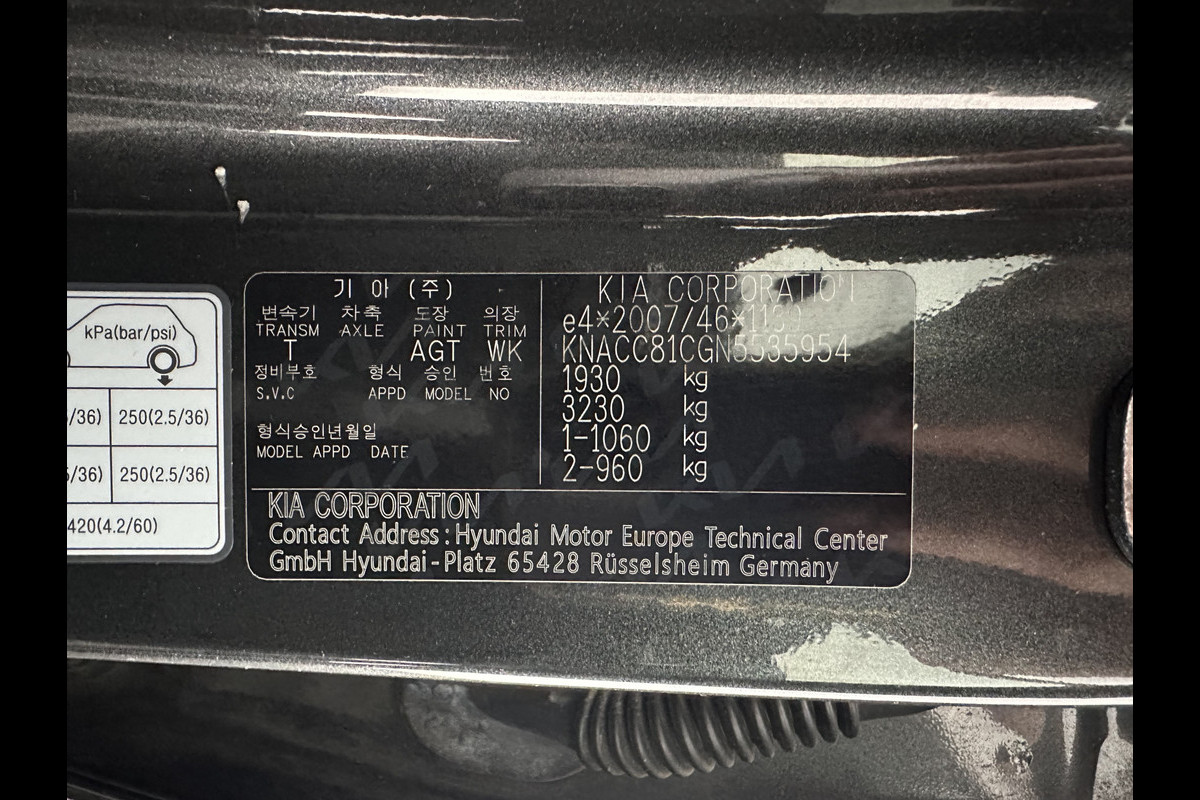 kPa(bar/psi)
/36) 250(2.5/36)
/36) 250(2.5/36)
420(4.2/60)
기 아 (주)
변속기 차축 도장 의장
TRANSM AXLE PAINT TRIM
T AGT WK
정비부호 형식 승인 번호
S.V.C APPD MODEL NO
형식승인년월일
MODEL APPD DATE
KIA CORPORATION
KNACC81CGN5535954
1930 kg
3230 kg
1-1060 kg
2-960 kg
KIA CORPORATION
Contact Address : Hyundai Motor Europe Technical Center
GmbH Hyundai-Platz 65428 Rüsselsheim Germany